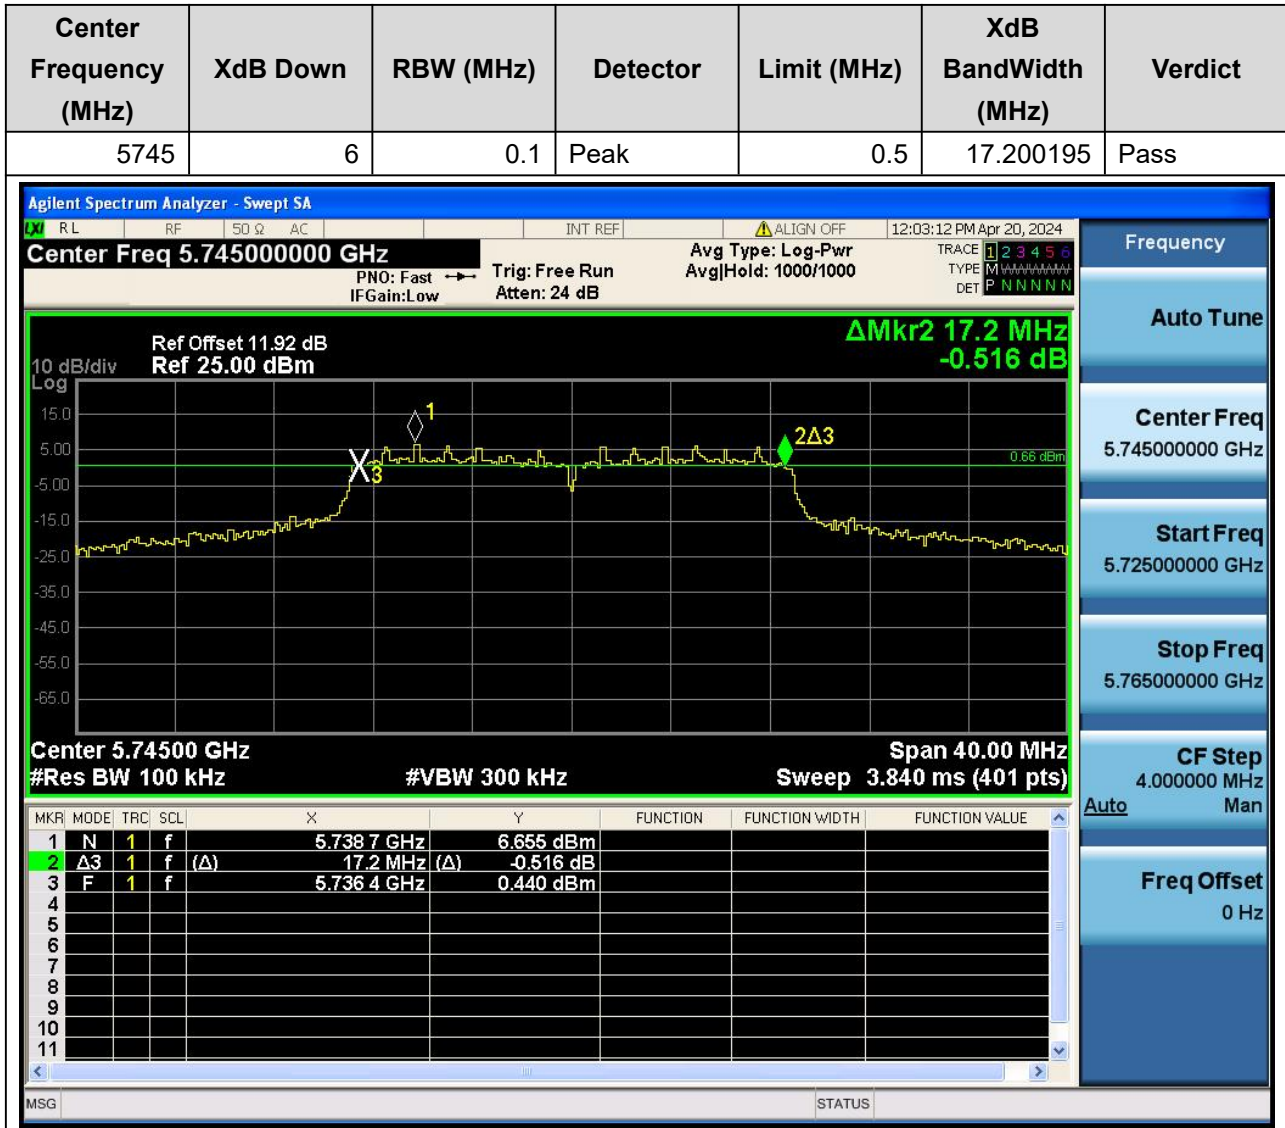 Center Frequency (MHz) XdB Down RBW (MHz) Detector Limit (MHz) XdB BandWidth (MHz) Verdict
5745 6 0.1 Peak 0.5 17.200195 Pass
Agilent Spectrum Analyzer - Swept SA
LXI RL RF 50 Ω AC INT REF ALIGN OFF 12:03:12 PM Apr 20, 2024
Center Freq 5.745000000 GHz
PNO: Fast
IFGain:Low
Trig: Free Run
Atten: 24 dB
Avg Type: Log-Pwr
Avg|Hold: 1000/1000
TRACE 1 2 3 4 5 6
TYPE M
DET P N N N N N
ΔMkr2 17.2 MHz
-0.516 dB
Ref Offset 11.92 dB
10 dB/div Ref 25.00 dBm
Log
15.0
5.00
-5.00
-15.0
-25.0
-35.0
-45.0
-55.0
-65.0
1
2Δ3
3
0.66 dBm
Center 5.74500 GHz Span 40.00 MHz
#Res BW 100 kHz #VBW 300 kHz Sweep 3.840 ms (401 pts)
MKR MODE TRC SCL X Y FUNCTION FUNCTION WIDTH FUNCTION VALUE
1 N 1 f 5.738 7 GHz 6.655 dBm
2 Δ3 1 f (Δ) 17.2 MHz (Δ) -0.516 dB
3 F 1 f 5.736 4 GHz 0.440 dBm
4
5
6
7
8
9
10
11
MSG STATUS
Frequency
Auto Tune
Center Freq
5.745000000 GHz
Start Freq
5.725000000 GHz
Stop Freq
5.765000000 GHz
CF Step
4.000000 MHz
Auto Man
Freq Offset
0 Hz